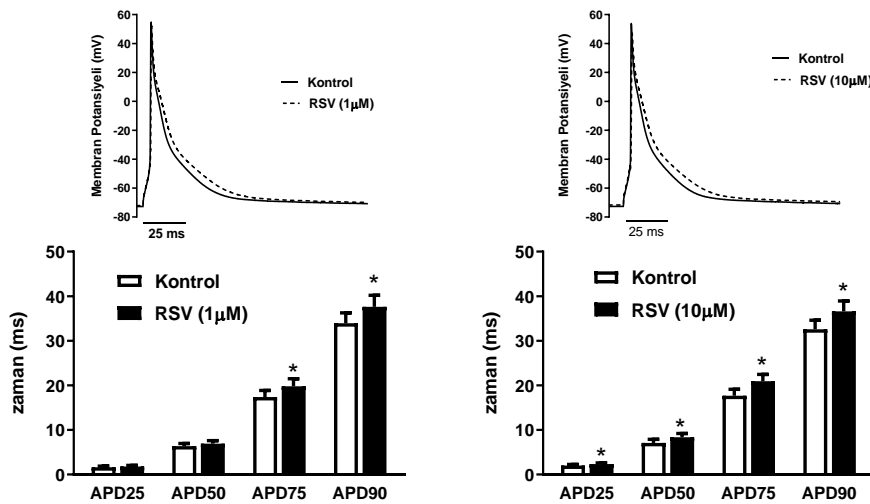 Membran Potansiyeli (mV)
60
40
20
0
-20
-40
-60
-80
Kontrol
RSV (1μM)
25 ms
Membran Potansiyeli (mV)
60
40
20
0
-20
-40
-60
-80
Kontrol
RSV (10μM)
25 ms
zaman (ms)
50
40
30
20
10
0
Kontrol
RSV (1μM)
*
*
APD25 APD50 APD75 APD90
zaman (ms)
50
40
30
20
10
0
Kontrol
RSV (10μM)
*
*
*
*
APD25 APD50 APD75 APD90